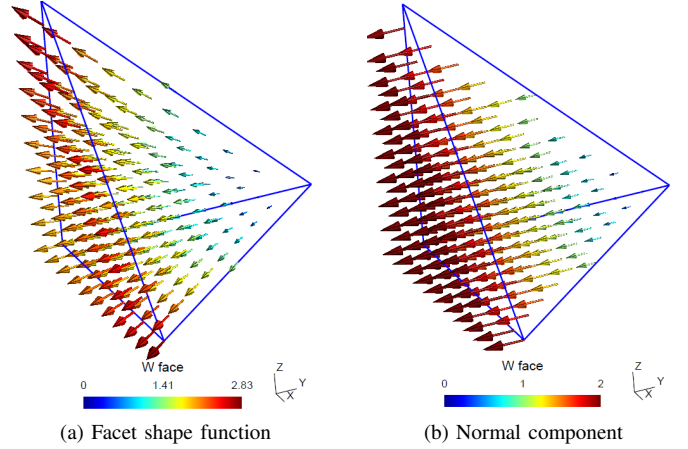 W face
0 1.41 2.83
Z
Y
X
(a) Facet shape function
W face
0 1 2
Z
Y
X
(b) Normal component